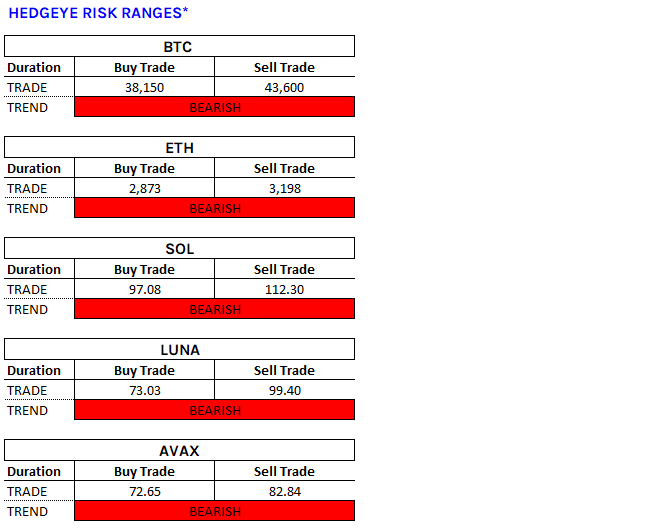 HEDGEYE RISK RANGES*
BTC
Duration Buy Trade Sell Trade
TRADE 38,150 43,600
TREND BEARISH
ETH
Duration Buy Trade Sell Trade
TRADE 2,873 3,198
TREND BEARISH
SOL
Duration Buy Trade Sell Trade
TRADE 97.08 112.30
TREND BEARISH
LUNA
Duration Buy Trade Sell Trade
TRADE 73.03 99.40
TREND BEARISH
AVAX
Duration Buy Trade Sell Trade
TRADE 72.65 82.84
TREND BEARISH